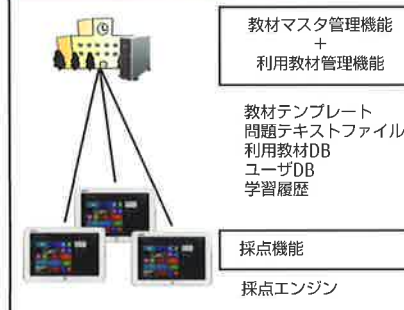 教材マスタ管理機能
+
利用教材管理機能
教材テンプレート
問題テキストファイル
利用教材DB
ユーザDB
学習履歴
採点機能
採点エンジン